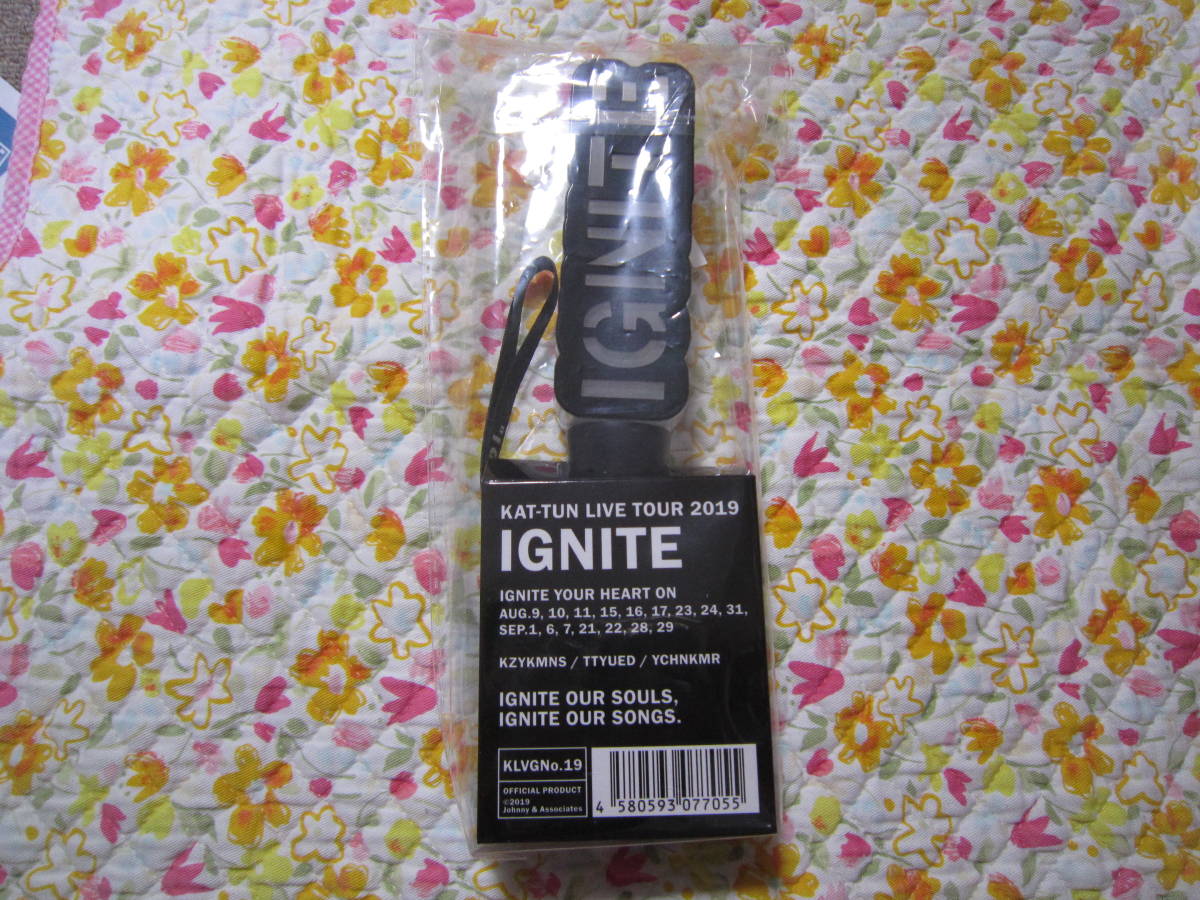 IGNITE
KAT-TUN LIVE TOUR 2019
IGNITE
IGNITE YOUR HEART ON
AUG.9, 10, 11, 15, 16, 17, 23, 24, 31,
SEP.1, 6, 7, 21, 22, 28, 29
KZYKMNS / TTYUED / YCHNKMR
IGNITE OUR SOULS,
IGNITE OUR SONGS.
KLVGNo.19
OFFICIAL PRODUCT
©2019
Johnny & Associates
4 580593 077055